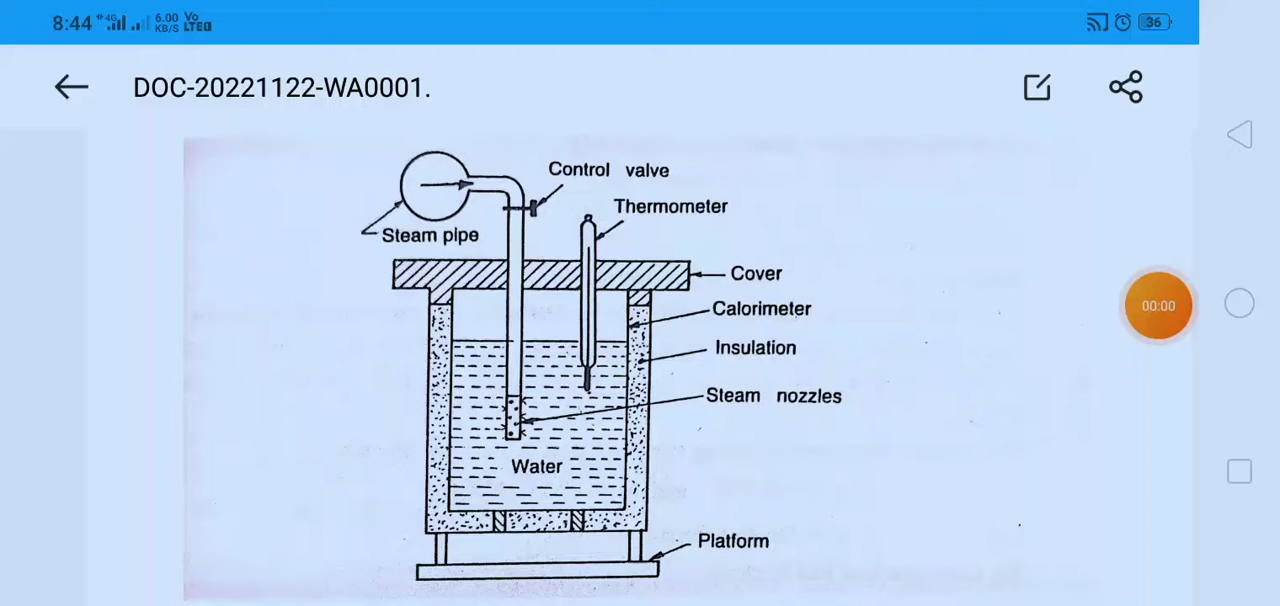 8:44 4G 6.00 KB/S Vo LTE 36
DOC-20221122-WA0001.
Control valve
Thermometer
Steam pipe
Cover
Calorimeter
00:00
Insulation
Steam nozzles
Water
Platform